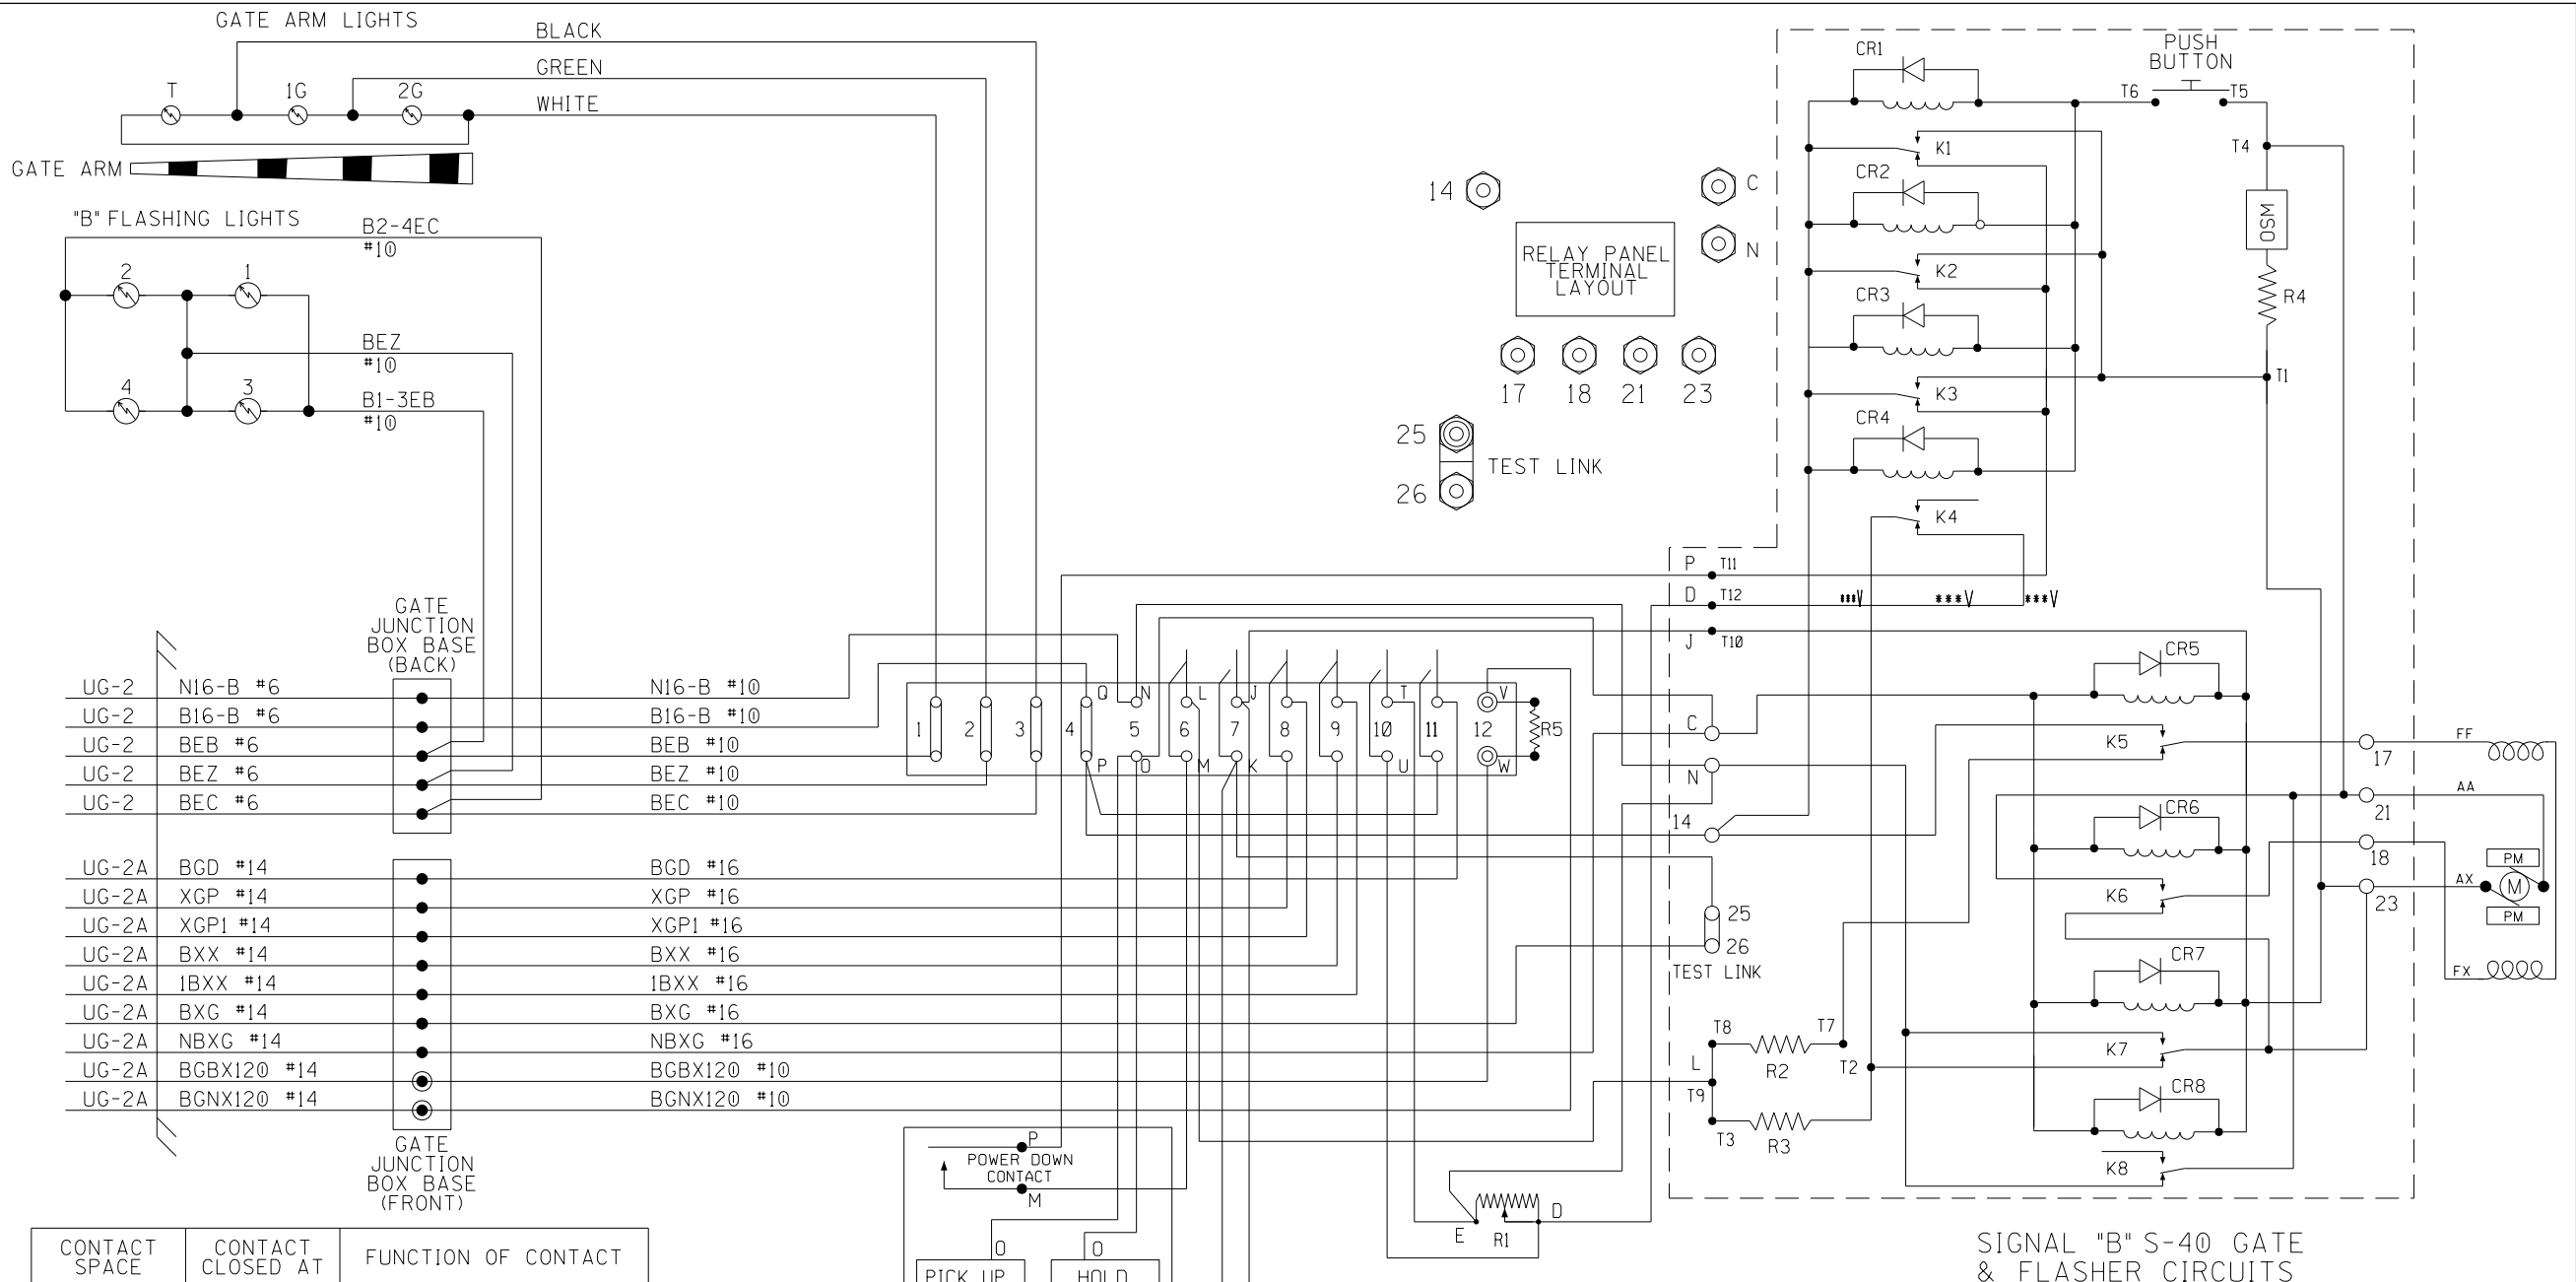 GATE ARM LIGHTS
BLACK
GREEN
WHITE
T
1G
2G
GATE ARM
"B" FLASHING LIGHTS
B2-4EC
#10
2
1
BEZ
#10
4
3
B1-3EB
#10
GATE
JUNCTION
BOX BASE
(BACK)
UG-2 N16-B #6 N16-B #10
UG-2 B16-B #6 B16-B #10
UG-2 BEB #6 BEB #10
UG-2 BEZ #6 BEZ #10
UG-2 BEC #6 BEC #10
UG-2A BGD #14 BGD #16
UG-2A XGP #14 XGP #16
UG-2A XGP1 #14 XGP1 #16
UG-2A BXX #14 BXX #16
UG-2A 1BXX #14 1BXX #16
UG-2A BXG #14 BXG #16
UG-2A NBXG #14 NBXG #16
UG-2A BGBX120 #14 BGBX120 #10
UG-2A BGNX120 #14 BGNX120 #10
GATE
JUNCTION
BOX BASE
(FRONT)
CONTACT
SPACE
CONTACT
CLOSED AT
FUNCTION OF CONTACT
Q N L J T V
1 2 3 4 5 6 7 8 9 10 11 12 R5
P O M K U W
P
POWER DOWN
CONTACT
M
O
O
PICK UP
HOLD
E
R1
D
14
C
N
RELAY PANEL
TERMINAL
LAYOUT
17 18 21 23
25
26
TEST LINK
CR1
PUSH
BUTTON
T6
T5
K1
T4
CR2
OSM
K2
CR3
R4
T1
K3
CR4
K4
P T11
D T12
***V
***V
***V
J T10
C
N
14
25
26
TEST LINK
T8
T7
R2
L
T9
T2
T3
R3
CR5
K5
17
FF
CR6
21
AA
18
K6
23
AX
PM
M
PM
FX
CR7
K7
CR8
K8
SIGNAL "B" S-40 GATE
& FLASHER CIRCUITS